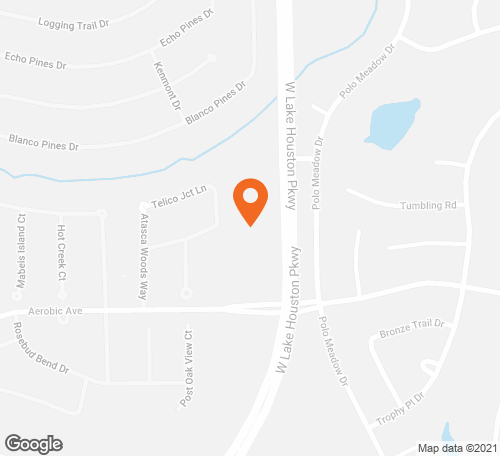 Logging Trail Dr
Echo Pines Dr
Echo Pines Dr
Kenmont Dr
Blanco Pines Dr
Blanco Pines Dr
W Lake Houston Pkwy
Polo Meadow Dr
Polo Meadow Dr
Telico Jct Ln
Tumbling Rd
Mabels Island Ct
Hot Creek Ct
Atasca Woods Way
Aerobic Ave
W Lake Houston Pkwy
Rosebud Bend Dr
Post Oak View Ct
Polo Meadow Dr
Bronze Trail Dr
Trophy Pl Dr
Google
Map data ©2021